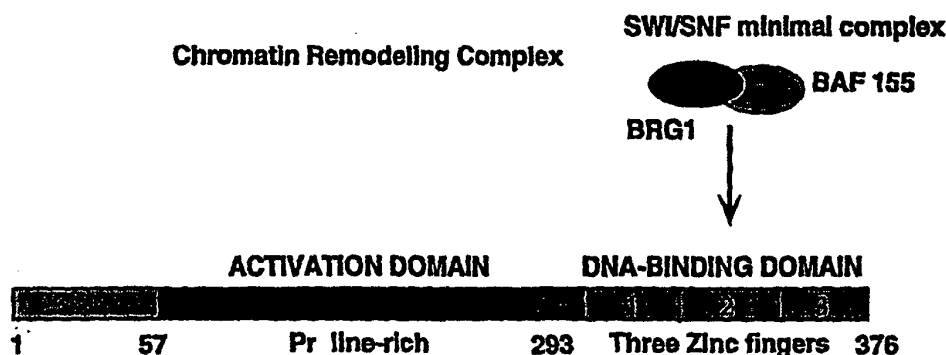 SWI/SNF minimal complex
Chromatin Remodeling Complex
BAF 155
BRG1
ACTIVATION DOMAIN DNA-BINDING DOMAIN
1 2 3
1 57 Pr line-rich 293 Three Zinc fingers 376